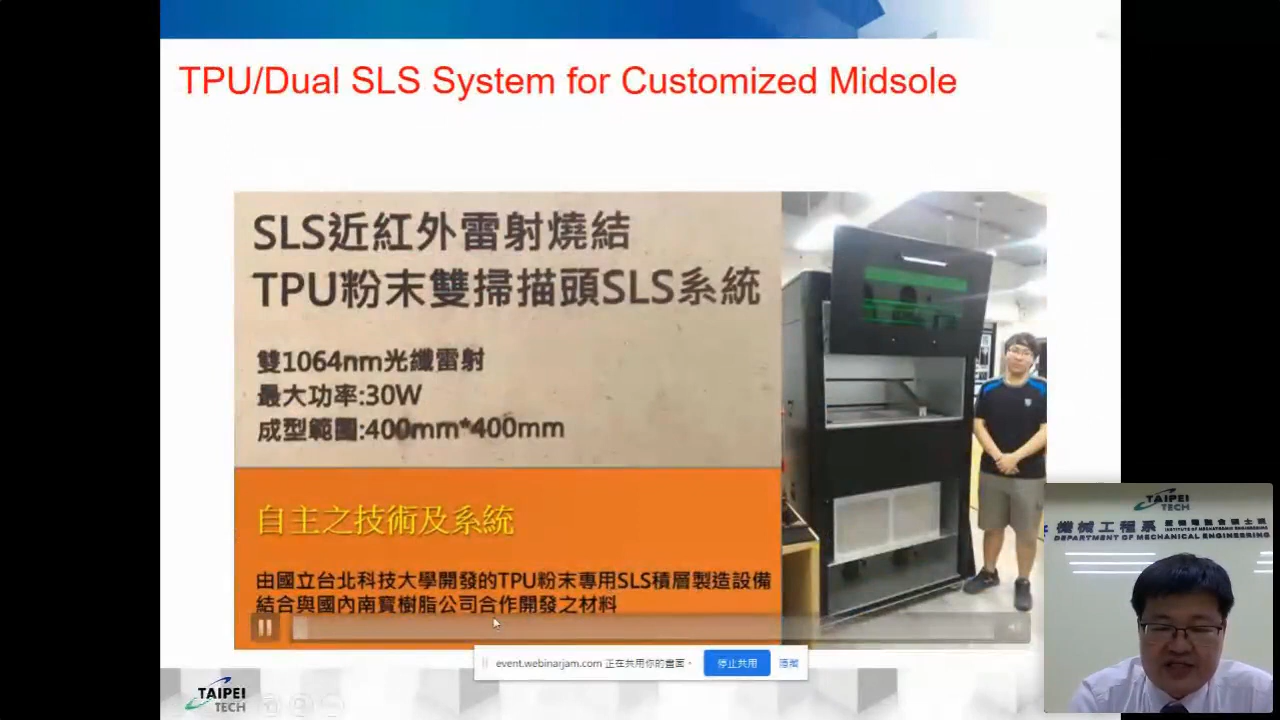 TPU/Dual SLS System for Customized Midsole
SLS近紅外雷射燒結
TPU粉末雙掃描頭SLS系統
雙1064nm光纖雷射
最大功率:30W
成型範圍:400mm*400mm
自主之技術及系統
由國立台北科技大學開發的TPU粉末專用SLS積層製造設備
結合與國內南寶樹脂公司合作開發之材料
event.webinarjam.com 正在共用你的畫面。
停止共用
隱藏
TAIPEI
TECH
TAIPEI
TECH
機械工程系
INSTITUTE OF MECHATRONIC ENGINEERING
DEPARTMENT OF MECHANICAL ENGINEERING